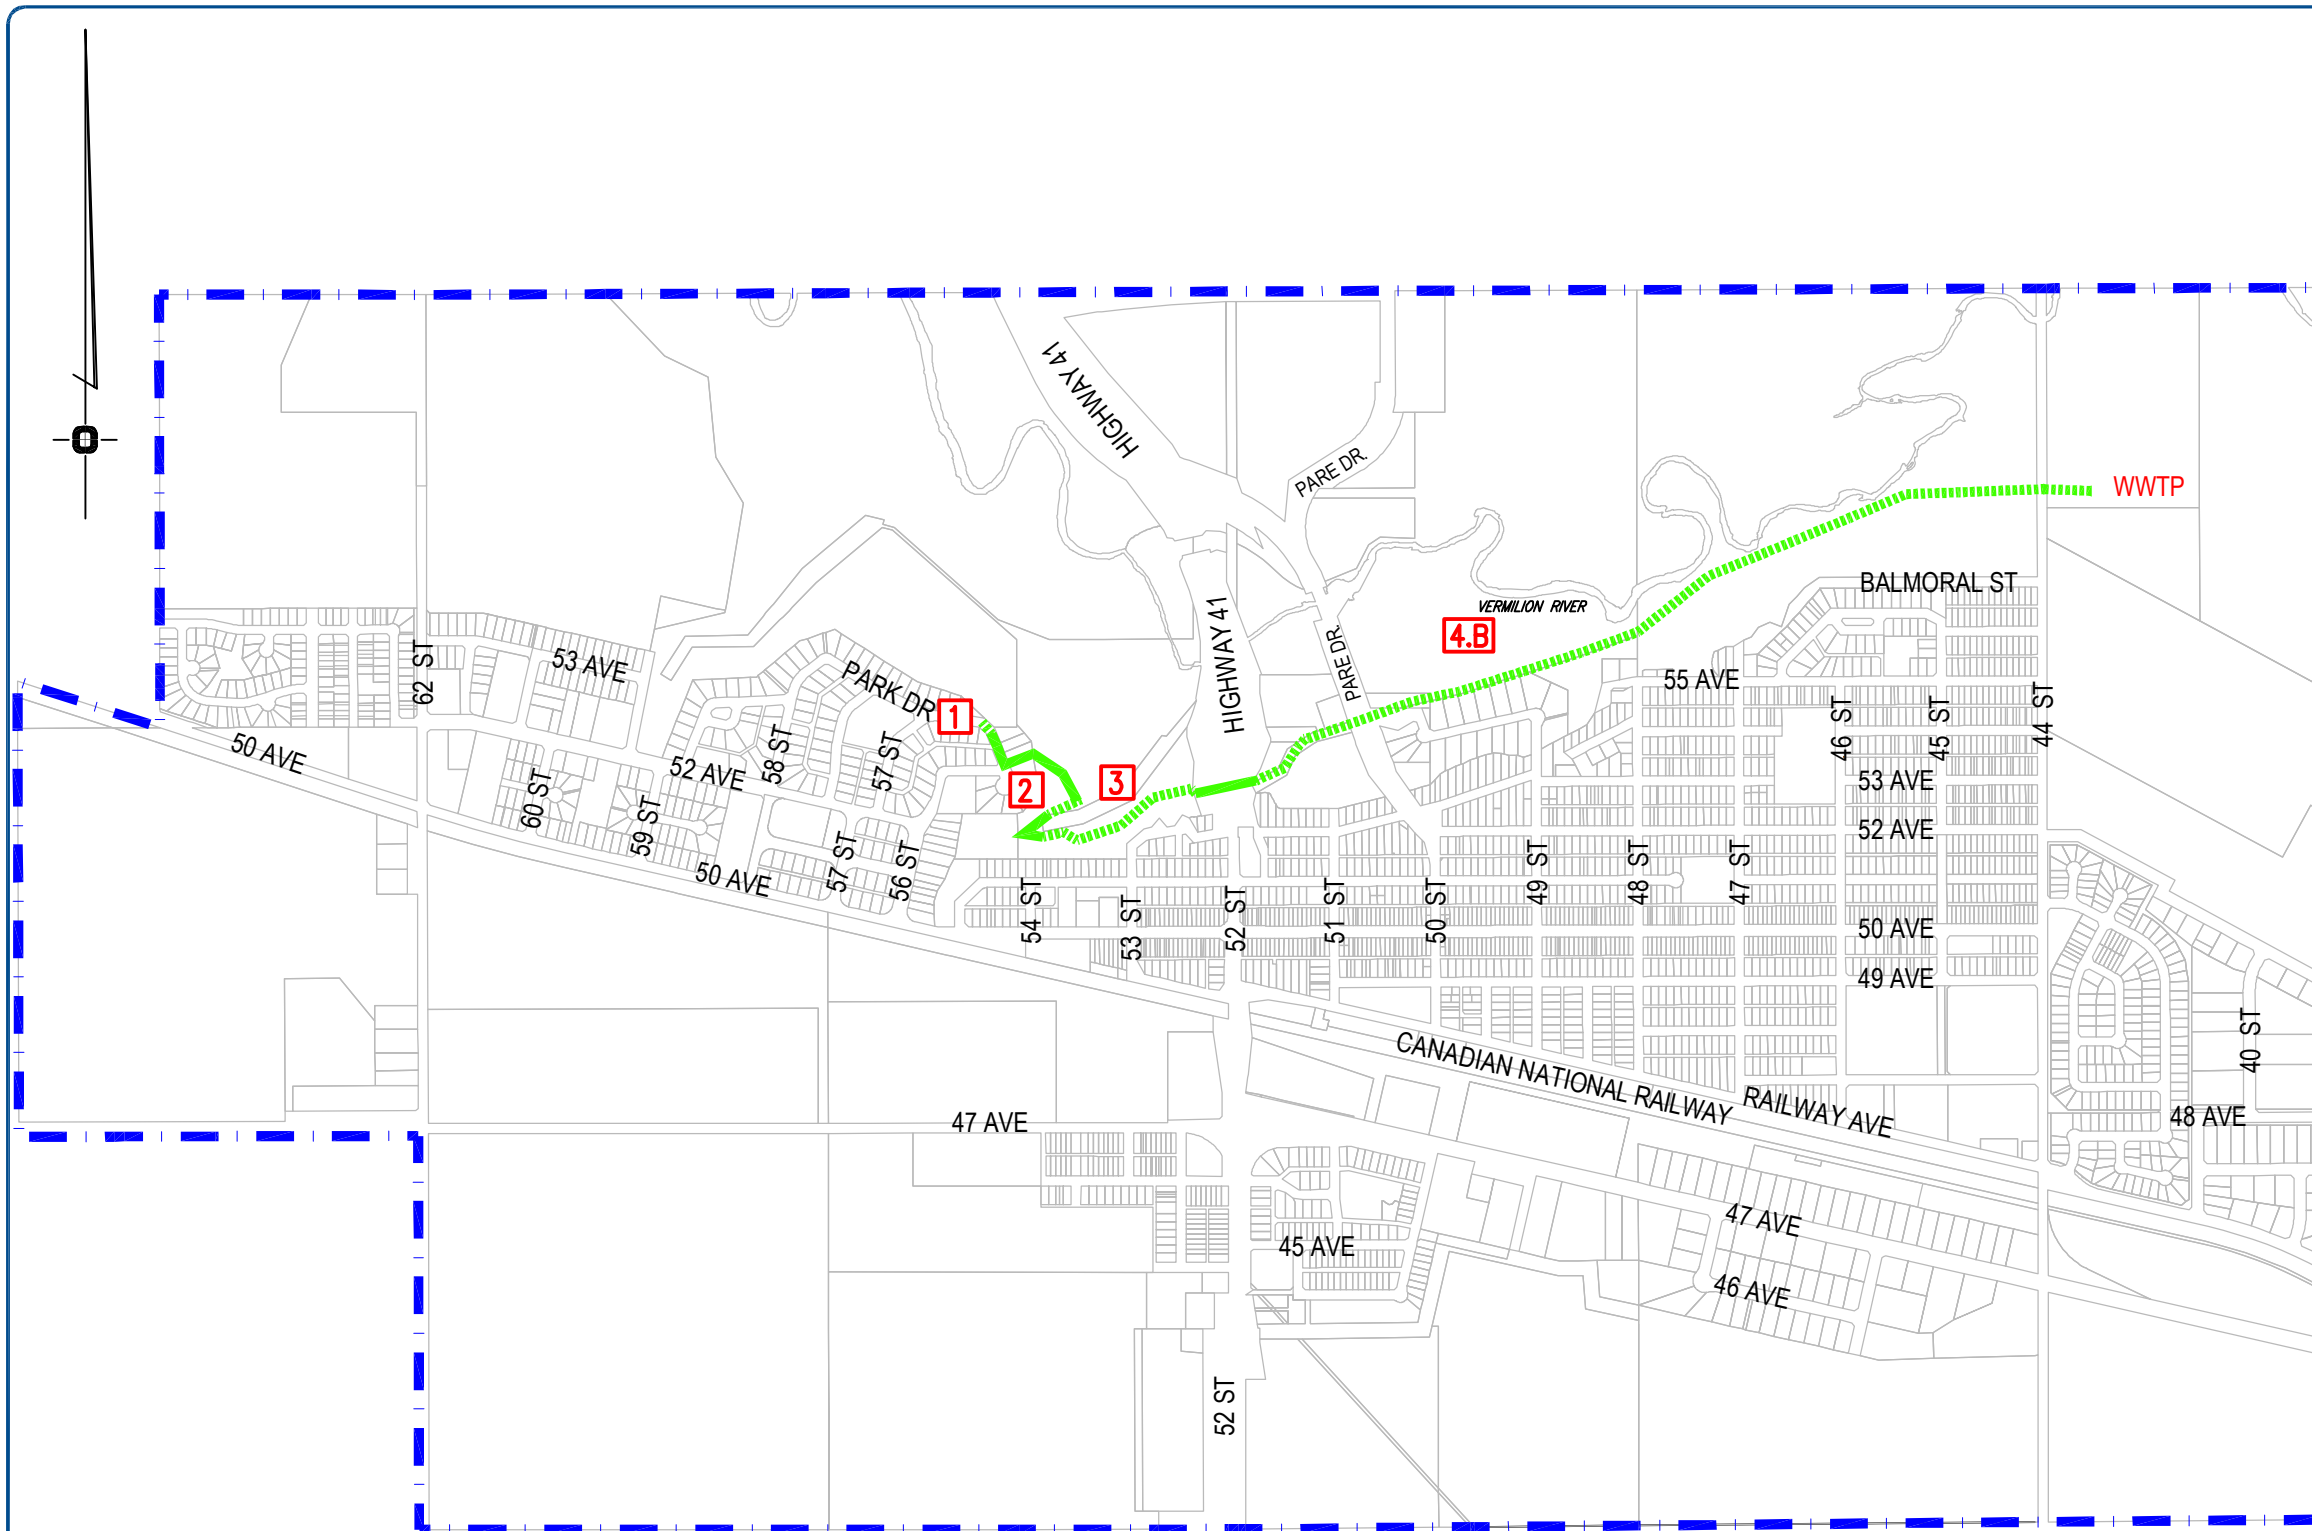 HIGHWAY 41
PARE DR.
WWTP
BALMORAL ST
VERMILION RIVER
4.B
HIGHWAY 41
PARE DR.
53 AVE
62 ST
PARK DR
1
55 AVE
46 ST
45 ST
44 ST
50 AVE
52 AVE
58 ST
57 ST
2
3
53 AVE
60 ST
59 ST
52 AVE
50 AVE
57 ST
56 ST
54 ST
53 ST
52 ST
51 ST
50 ST
49 ST
48 ST
47 ST
50 AVE
49 AVE
40 ST
CANADIAN NATIONAL RAILWAY
RAILWAY AVE
47 AVE
48 AVE
47 AVE
45 AVE
46 AVE
52 ST